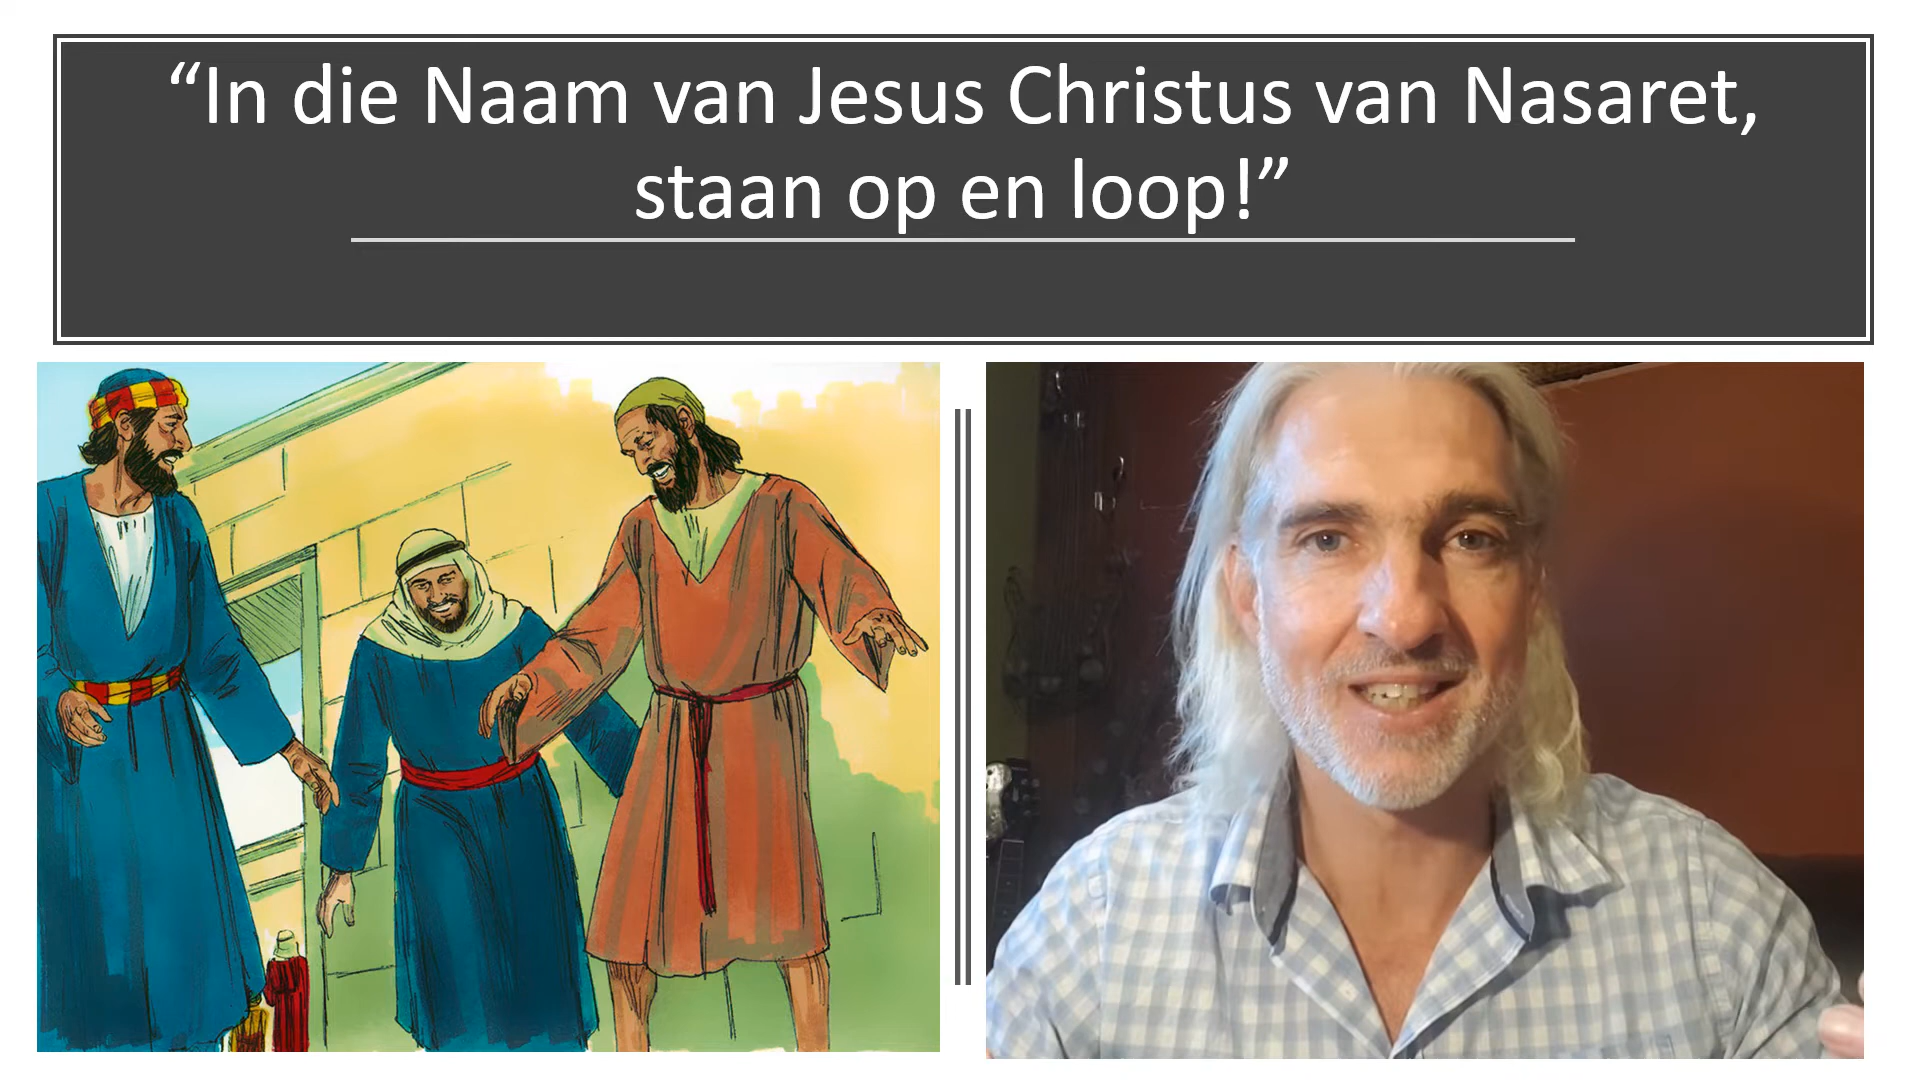 “In die Naam van Jesus Christus van Nasaret,
staan op en loop!”